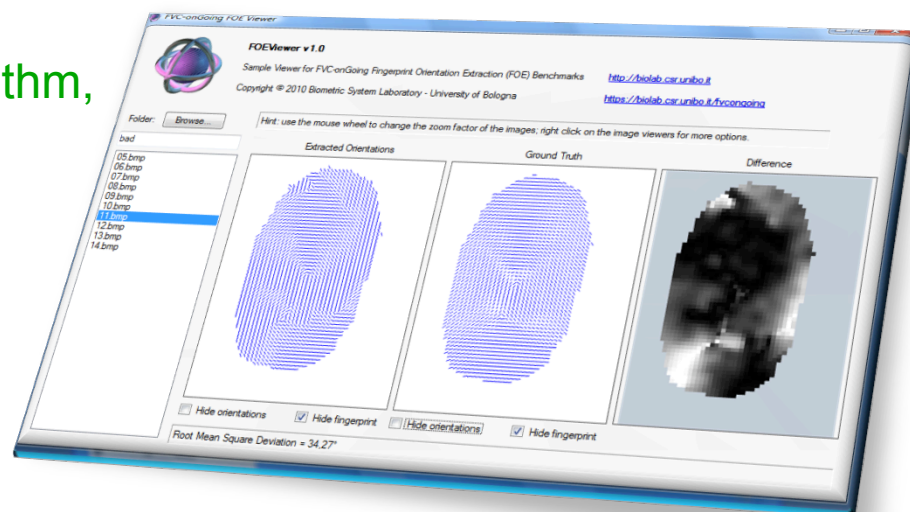 thm,
FVC-onGoing FOE Viewer
FOEViewer v1.0
Sample Viewer for FVC-onGoing Fingerprint Orientation Extraction (FOE) Benchmarks
http://biolab.csr.unibo.it
Copyright © 2010 Biometric System Laboratory - University of Bologna
https://biolab.csr.unibo.it/fvcongoing
Folder: Browse...
Hint: use the mouse wheel to change the zoom factor of the images; right click on the image viewers for more options.
bad
Extracted Orientations
Ground Truth
Difference
05.bmp
06.bmp
07.bmp
08.bmp
09.bmp
10.bmp
11.bmp
12.bmp
13.bmp
14.bmp
Hide orientations
Hide fingerprint
Hide orientations
Hide fingerprint
Root Mean Square Deviation = 34,27°